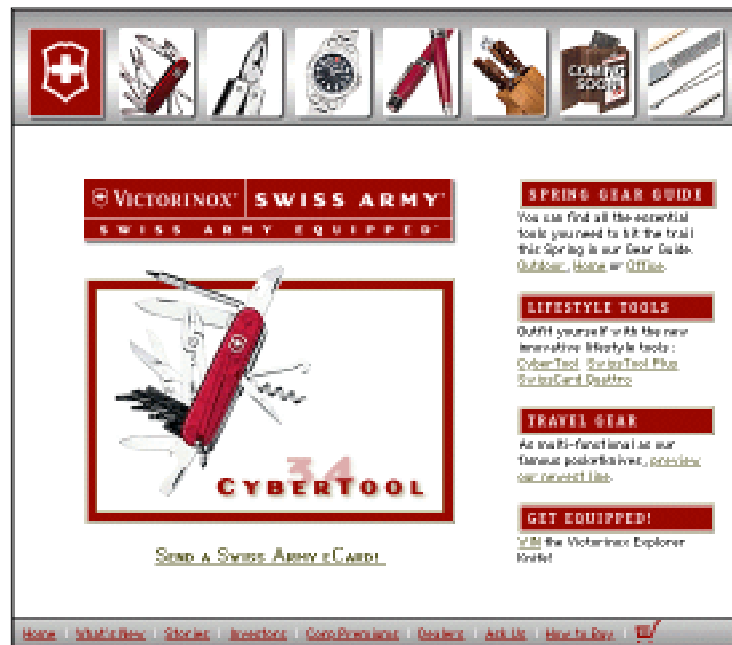 COMING
SOON
VICTORINOX SWISS ARMY
SWISS ARMY EQUIPPED
34
CYBERTOOL
SEND A SWISS ARMY ECARD!
SPRING GEAR GUIDE
You can find all the essential
tools you need to hit the trail
this Spring in our Gear Guide.
Outdoor, Home or Office.
LIFESTYLE TOOLS
Outfit yourself with the new
innovative lifestyle tools:
CyberTool, SwissTool Plus
SwissCard Quattro
TRAVEL GEAR
As multi-functional as our
famous pocketknives, preview
our newest line.
GET EQUIPPED!
WIN the Victorinox Explorer
Knife!
Home | What's New | Stories | Investors | Corp Premiums | Dealers | Ask Us | How to Buy |